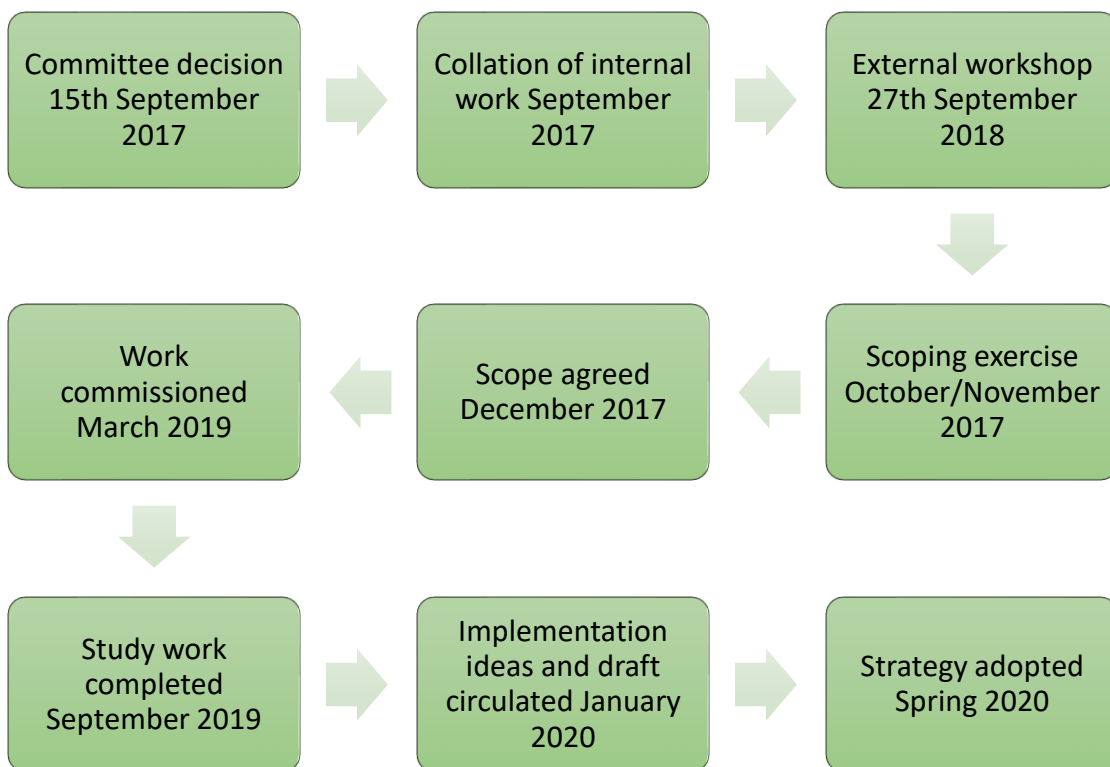 Committee decision
15th September
2017
Collation of internal
work September
2017
External workshop
27th September
2018
Scoping exercise
October/November
2017
Scope agreed
December 2017
Work
commissioned
March 2019
Study work
completed
September 2019
Implementation
ideas and draft
circulated January
2020
Strategy adopted
Spring 2020